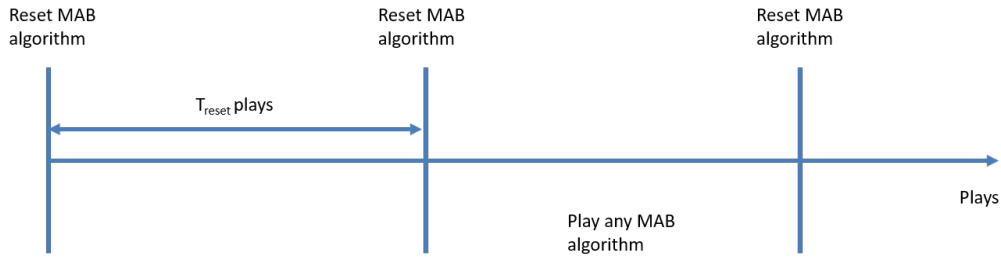 Reset MAB
algorithm
Reset MAB
algorithm
Reset MAB
algorithm
Treset plays
Plays
Play any MAB
algorithm